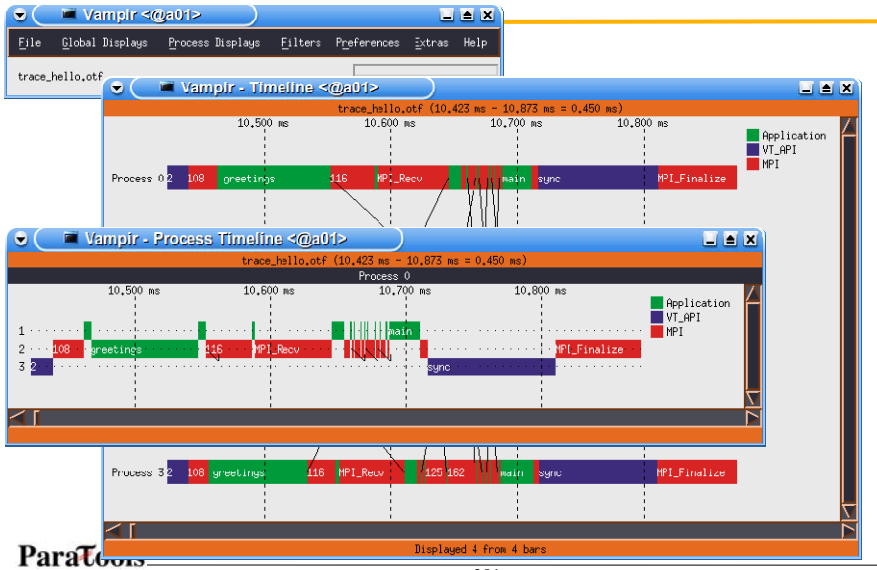 Vampir <@a01>
File Global Displays Process Displays Filters Preferences Extras Help
trace_hello.otf
Vampir - Timeline <@a01>
trace_hello.otf (10.423 ms - 10.873 ms = 0.450 ms)
10.500 ms 10.600 ms 10.700 ms 10.800 ms
Application
VT_API
MPI
Process 0 2 108 greetings 116 MPI_Recv main sync MPI_Finalize
Vampir - Process Timeline <@a01>
trace_hello.otf (10.423 ms - 10.873 ms = 0.450 ms)
Process 0
10.500 ms 10.600 ms 10.700 ms 10.800 ms
Application
VT_API
MPI
1 main
2 108 greetings 116 MPI_Recv MPI_Finalize
3 2 sync
Process 3 2 108 greetings 116 MPI_Recv 125 162 main sync MPI_Finalize
Displayed 4 from 4 bars
ParaTools